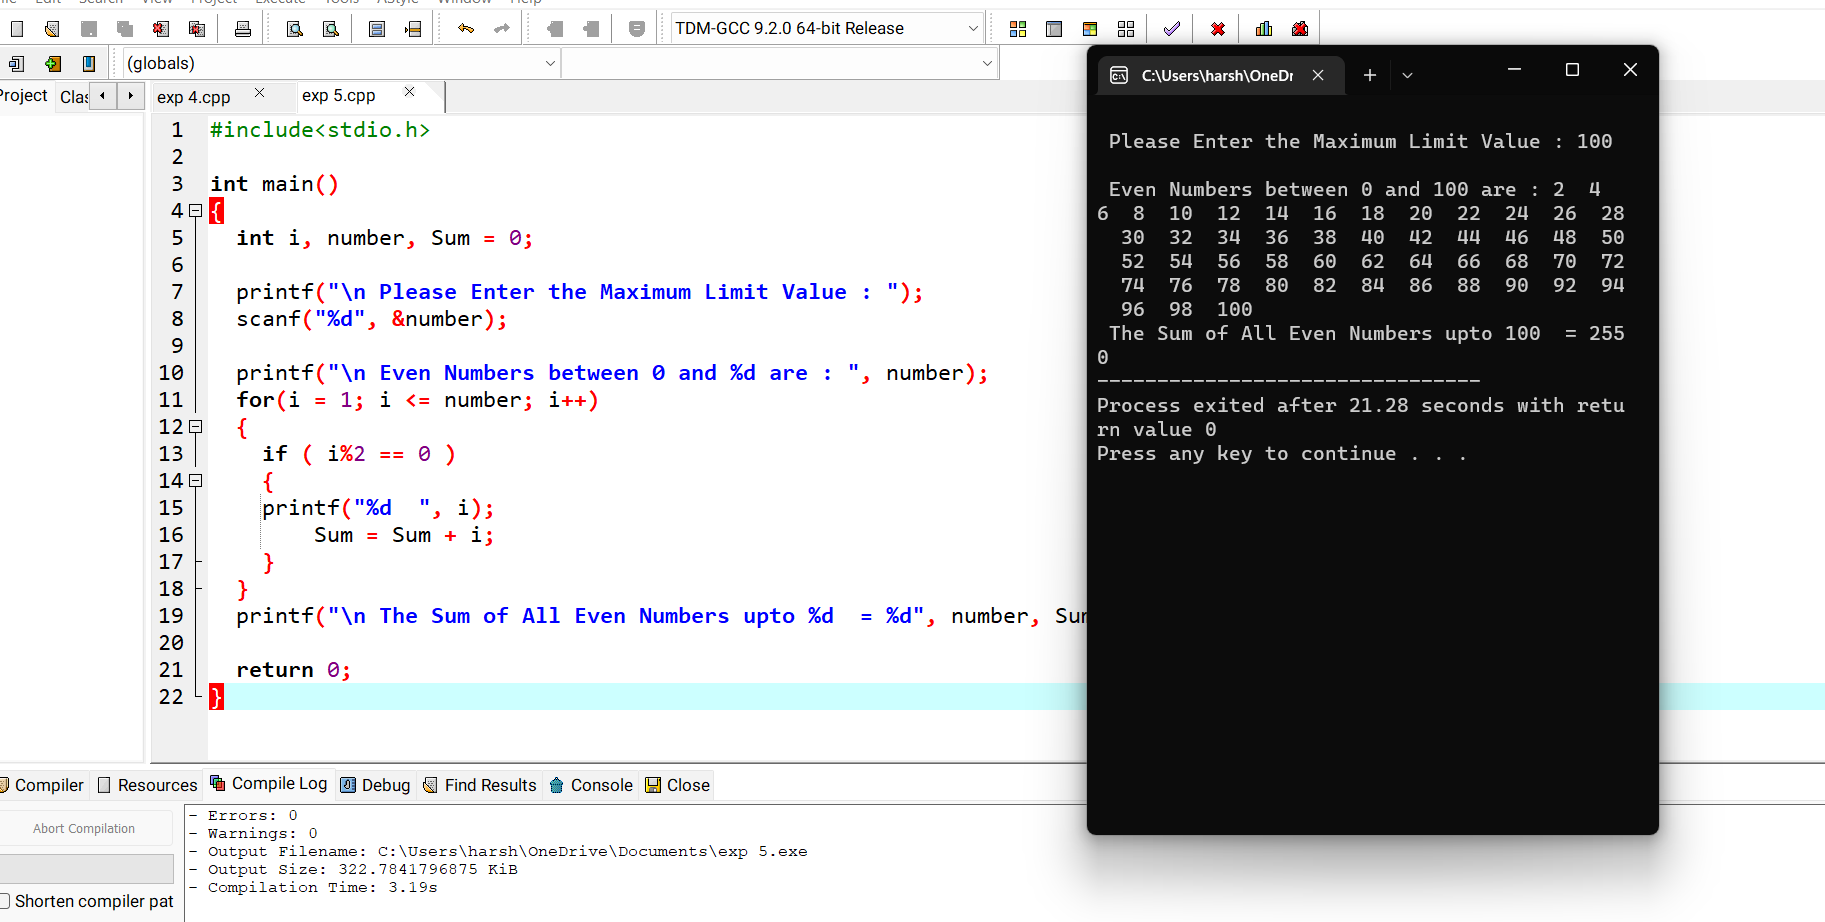 Edit Search View Project Execute Tools AStyle Window Help
TDM-GCC 9.2.0 64-bit Release
(globals)
Project Clas
exp 4.cpp exp 5.cpp
1 #include<stdio.h>
2
3 int main()
4 {
5 int i, number, Sum = 0;
6
7 printf("\n Please Enter the Maximum Limit Value : ");
8 scanf("%d", &number);
9
10 printf("\n Even Numbers between 0 and %d are : ", number);
11 for(i = 1; i <= number; i++)
12 {
13 if ( i%2 == 0 )
14 {
15 printf("%d  ", i);
16 Sum = Sum + i;
17 }
18 }
19 printf("\n The Sum of All Even Numbers upto %d  = %d", number, Sum
20
21 return 0;
22 }
C:\Users\harsh\OneDr
Please Enter the Maximum Limit Value : 100
Even Numbers between 0 and 100 are : 2  4
6  8  10  12  14  16  18  20  22  24  26  28
30  32  34  36  38  40  42  44  46  48  50
52  54  56  58  60  62  64  66  68  70  72
74  76  78  80  82  84  86  88  90  92  94
96  98  100
The Sum of All Even Numbers upto 100  = 255
0
--------------------------------
Process exited after 21.28 seconds with retu
rn value 0
Press any key to continue . . .
Compiler Resources Compile Log Debug Find Results Console Close
Abort Compilation
Shorten compiler pat
- Errors: 0
- Warnings: 0
- Output Filename: C:\Users\harsh\OneDrive\Documents\exp 5.exe
- Output Size: 322.7841796875 KiB
- Compilation Time: 3.19s